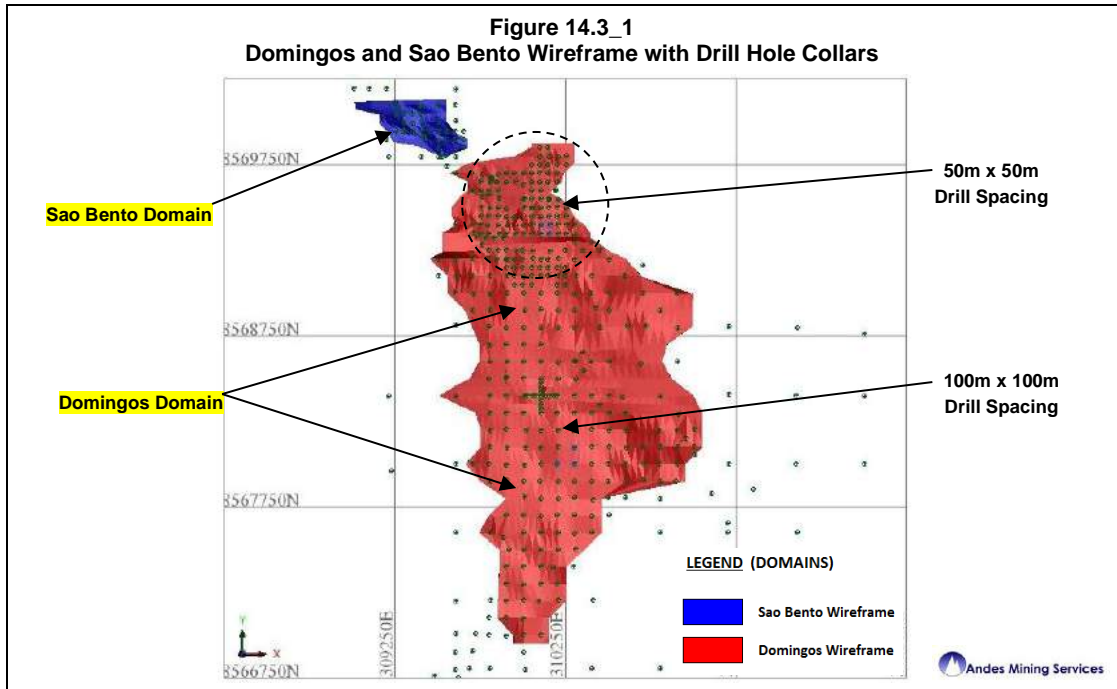 Figure 14.3_1
Domingos and Sao Bento Wireframe with Drill Hole Collars
8569750N
50m x 50m
Drill Spacing
Sao Bento Domain
8568750N
Domingos Domain
100m x 100m
Drill Spacing
8567750N
LEGEND (DOMAINS)
Sao Bento Wireframe
Domingos Wireframe
309250E
310250E
Y
X
8566750N
Andes Mining Services